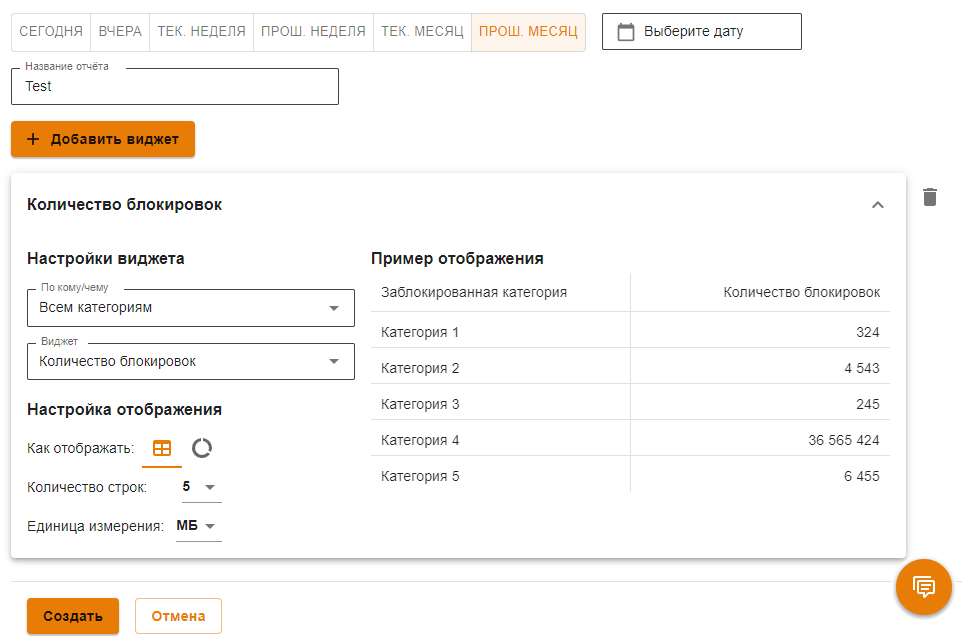 СЕГОДНЯ ВЧЕРА ТЕК. НЕДЕЛЯ ПРОШ. НЕДЕЛЯ ТЕК. МЕСЯЦ ПРОШ. МЕСЯЦ Выберите дату
Название отчёта
Test
+ Добавить виджет
Количество блокировок
Настройки виджета
По кому/чему
Всем категориям
Виджет
Количество блокировок
Настройка отображения
Как отображать:
Количество строк: 5
Единица измерения: МБ
Пример отображения
Заблокированная категория Количество блокировок
Категория 1 324
Категория 2 4 543
Категория 3 245
Категория 4 36 565 424
Категория 5 6 455
Создать Отмена